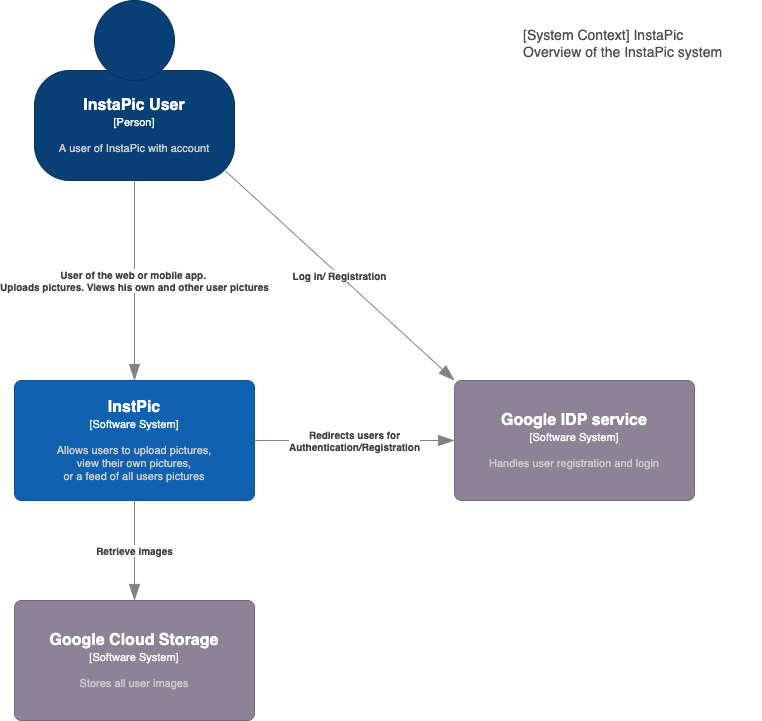 [System Context] InstaPic
Overview of the InstaPic system
InstaPic User
[Person]
A user of InstaPic with account
User of the web or mobile app.
Uploads pictures. Views his own and other user pictures
Log in/ Registration
InstPic
[Software System]
Allows users to upload pictures,
view their own pictures,
or a feed of all users pictures
Redirects users for
Authentication/Registration
Google IDP service
[Software System]
Handles user registration and login
Retrieve images
Google Cloud Storage
[Software System]
Stores all user images